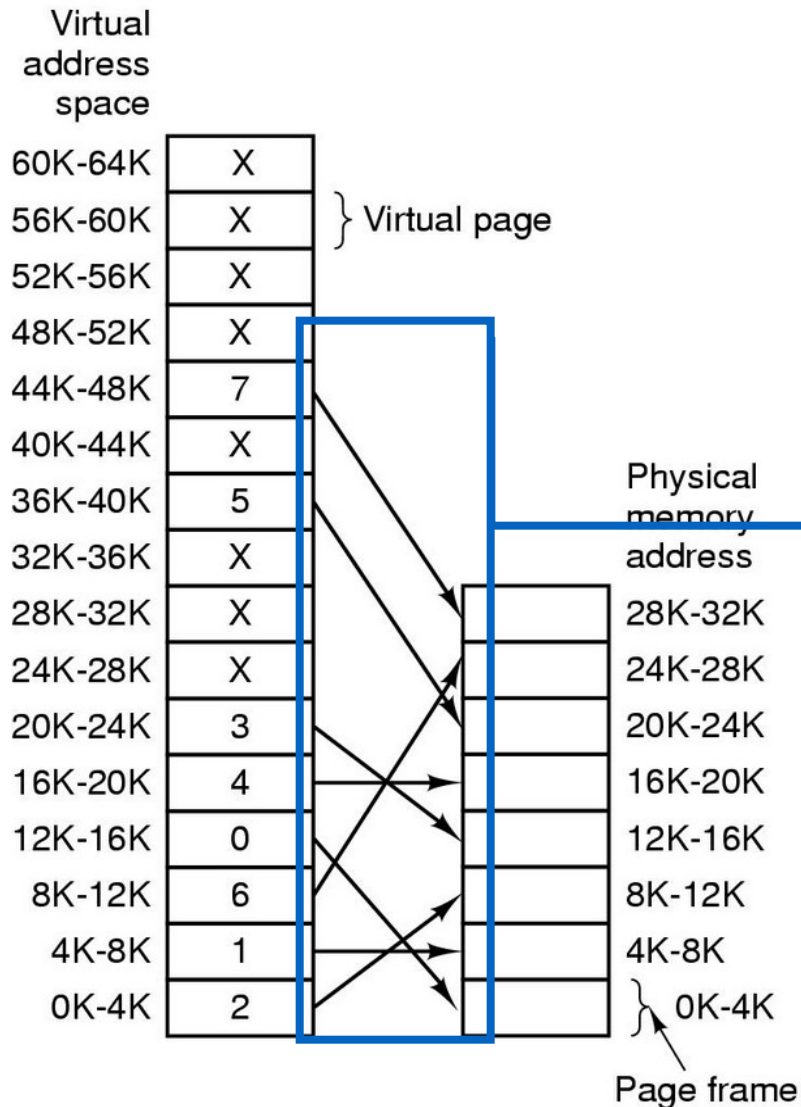 Virtual
address
space
60K-64K X
56K-60K X Virtual page
52K-56K X
48K-52K X
44K-48K 7
40K-44K X
36K-40K 5
32K-36K X
28K-32K X
24K-28K X
20K-24K 3
16K-20K 4
12K-16K 0
8K-12K 6
4K-8K 1
0K-4K 2
Physical
memory
address
28K-32K
24K-28K
20K-24K
16K-20K
12K-16K
8K-12K
4K-8K
0K-4K
Page frame